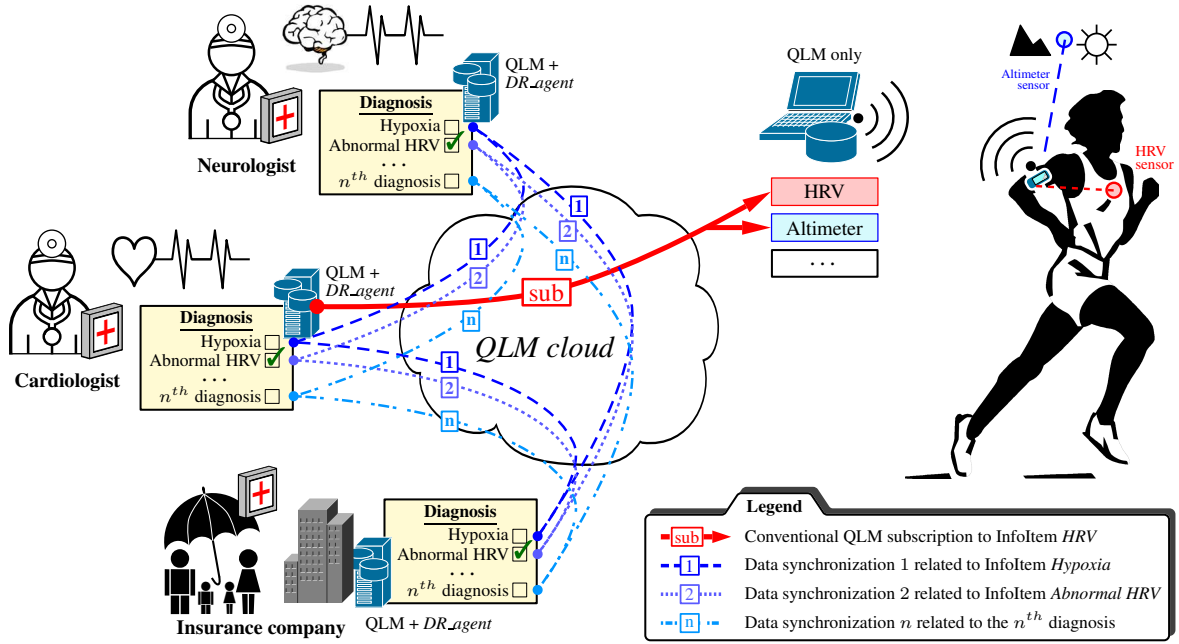 QLM +
DR_agent
Diagnosis
Hypoxia
Abnormal HRV
...
nth diagnosis
Neurologist
QLM only
HRV
Altimeter
...
Altimeter
sensor
HRV
sensor
1
2
n
1
2
n
sub
QLM cloud
QLM +
DR_agent
Diagnosis
Hypoxia
Abnormal HRV
...
nth diagnosis
Cardiologist
1
2
n
Diagnosis
Hypoxia
Abnormal HRV
...
nth diagnosis
Insurance company
QLM + DR_agent
Legend
sub Conventional QLM subscription to InfoItem HRV
1 Data synchronization 1 related to InfoItem Hypoxia
2 Data synchronization 2 related to InfoItem Abnormal HRV
n Data synchronization n related to the nth diagnosis